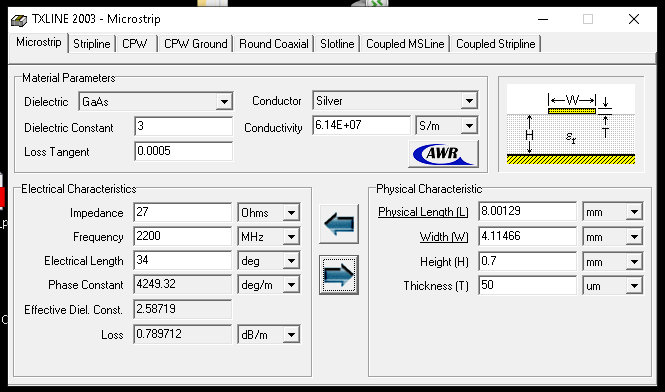 TXLINE 2003 - Microstrip
Microstrip Stripline CPW CPW Ground Round Coaxial Slotline Coupled MSLine Coupled Stripline
Material Parameters
Dielectric GaAs Conductor Silver
Dielectric Constant 3 Conductivity 6.14E+07 S/m
Loss Tangent 0.0005 AWR
W
H εr T
Electrical Characteristics
Impedance 27 Ohms
Frequency 2200 MHz
Electrical Length 34 deg
Phase Constant 4249.32 deg/m
Effective Diel. Const. 2.58719
Loss 0.789712 dB/m
Physical Characteristic
Physical Length (L) 8.00129 mm
Width (W) 4.11466 mm
Height (H) 0.7 mm
Thickness (T) 50 um